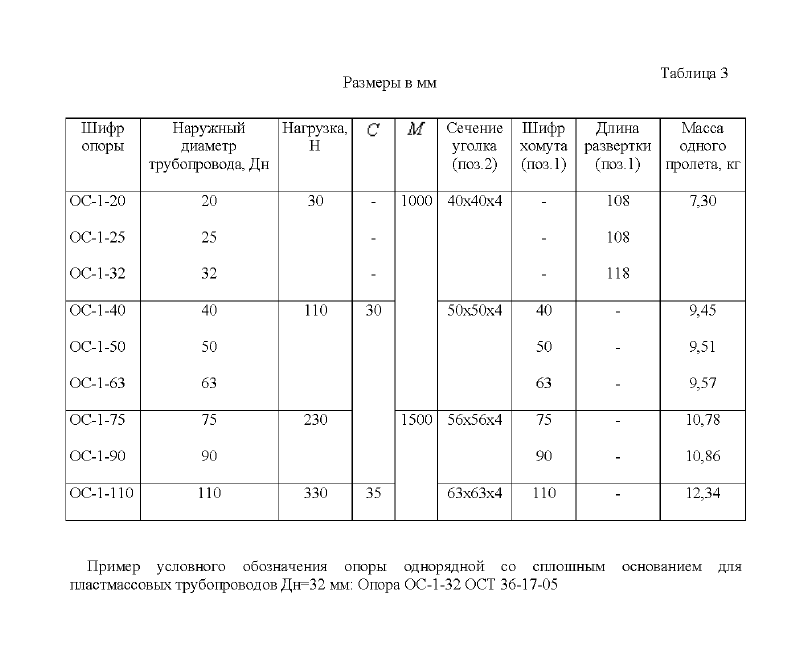 Таблица 3
Размеры в мм
Шифр опоры | Наружный диаметр трубопровода, Дн | Нагрузка, Н | С | М | Сечение уголка (поз.2) | Шифр хомута (поз.1) | Длина развертки (поз.1) | Масса одного пролета, кг
ОС-1-20 | 20 | 30 | - | 1000 | 40х40х4 | - | 108 | 7,30
ОС-1-25 | 25 | - | - | 108
ОС-1-32 | 32 | - | - | 118
ОС-1-40 | 40 | 110 | 30 | 50х50х4 | 40 | - | 9,45
ОС-1-50 | 50 | 50 | - | 9,51
ОС-1-63 | 63 | 63 | - | 9,57
ОС-1-75 | 75 | 230 | 1500 | 56х56х4 | 75 | - | 10,78
ОС-1-90 | 90 | 90 | - | 10,86
ОС-1-110 | 110 | 330 | 35 | 63х63х4 | 110 | - | 12,34
Пример условного обозначения опоры однорядной со сплошным основанием для
пластмассовых трубопроводов Дн=32 мм: Опора ОС-1-32 ОСТ 36-17-05